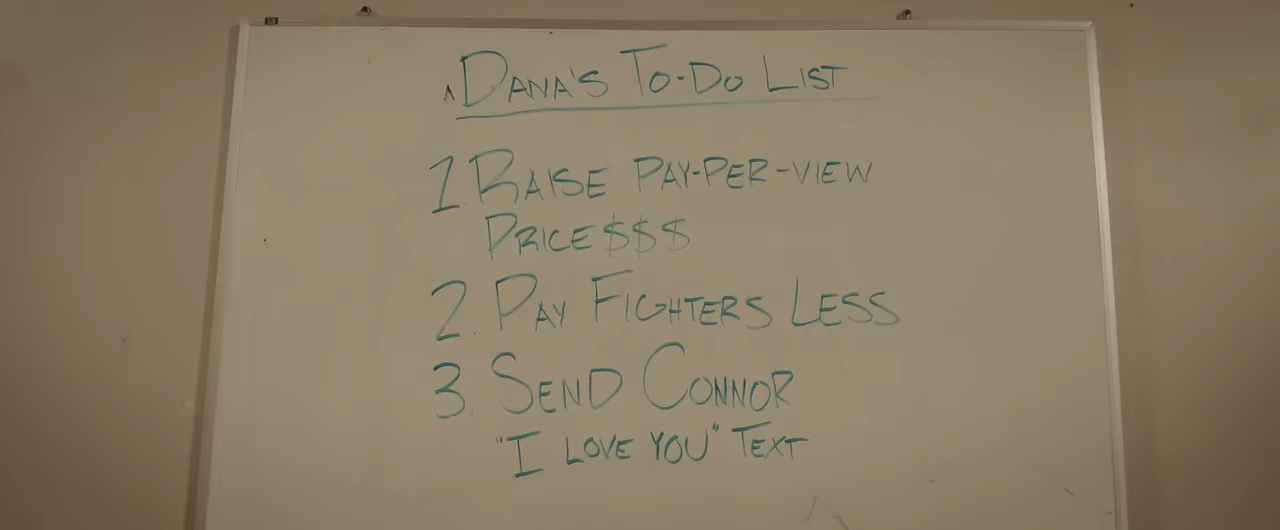 DANA'S TO-DO LIST
1. RAISE PAY-PER-VIEW
PRICE $$$
2. PAY FIGHTERS LESS
3. SEND CONNOR
"I LOVE YOU" TEXT